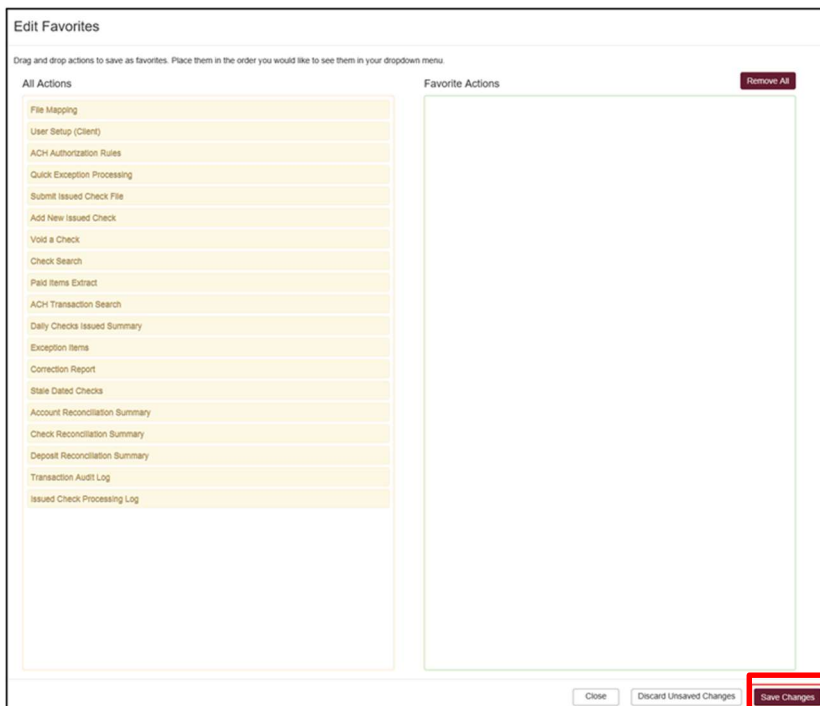 Edit Favorites
Drag and drop actions to save as favorites. Place them in the order you would like to see them in your dropdown menu.
All Actions
File Mapping
User Setup (Client)
ACH Authorization Rules
Quick Exception Processing
Submit Issued Check File
Add New Issued Check
Void a Check
Check Search
Paid Items Extract
ACH Transaction Search
Daily Checks Issued Summary
Exception Items
Correction Report
Stale Dated Checks
Account Reconciliation Summary
Check Reconciliation Summary
Deposit Reconciliation Summary
Transaction Audit Log
Issued Check Processing Log
Favorite Actions
Remove All
Close
Discard Unsaved Changes
Save Changes